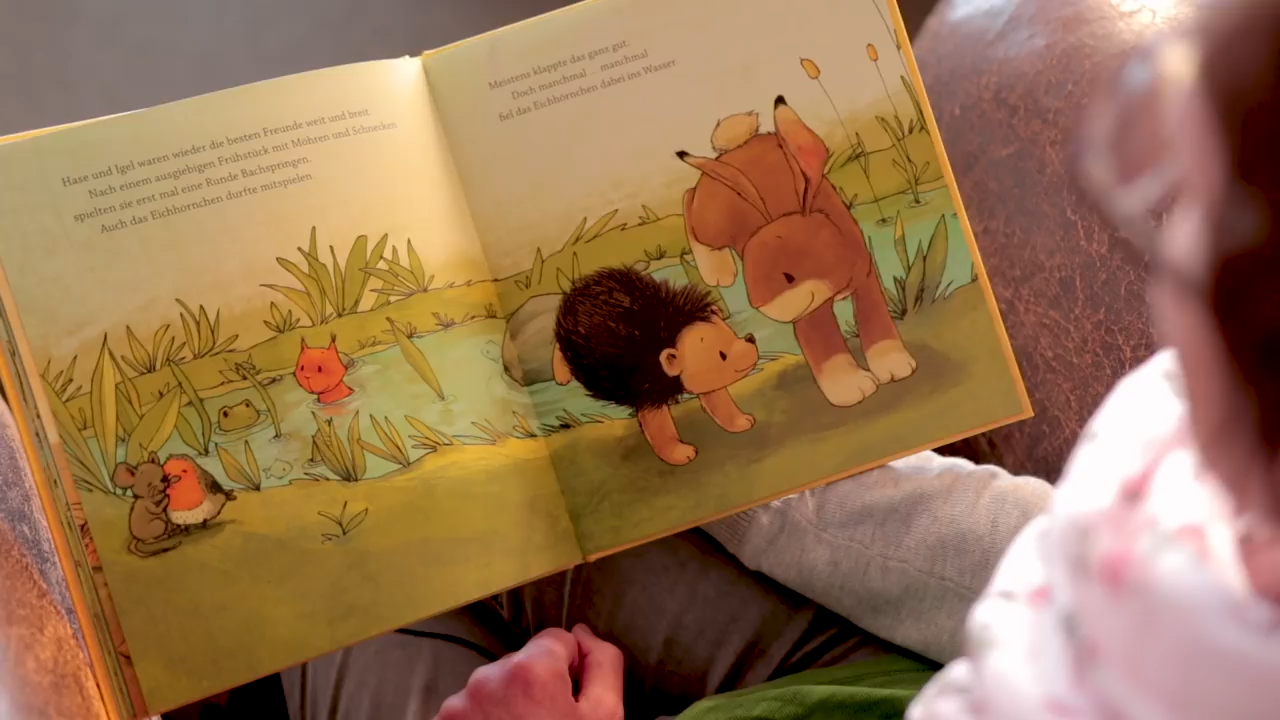 Hase und Igel waren wieder die besten Freunde weit und breit.
Nach einem ausgiebigen Frühstück mit Möhren und Schnecken
spielten sie erst mal eine Runde Bachspringen.
Auch das Eichhörnchen durfte mitspielen.
Meistens klappte das ganz gut.
Doch manchmal ... manchmal
fiel das Eichhörnchen dabei ins Wasser.